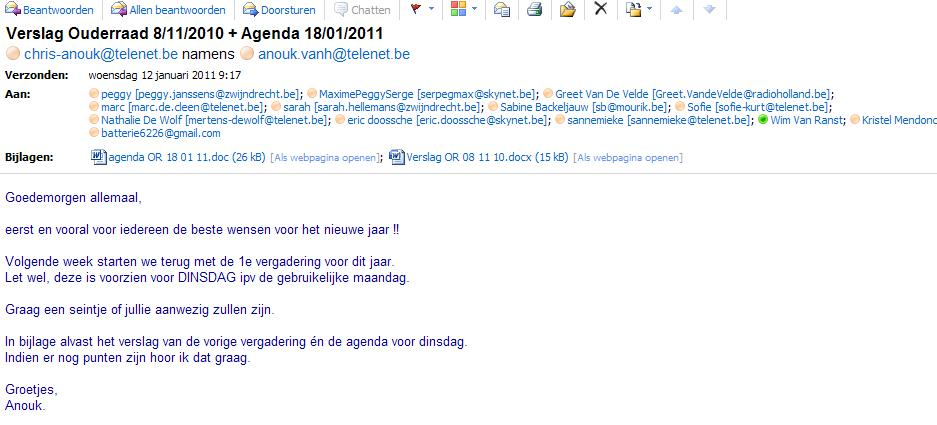 Beantwoorden Allen beantwoorden Doorsturen Chatten
Verslag Ouderraad 8/11/2010 + Agenda 18/01/2011
chris-anouk@telenet.be namens anouk.vanh@telenet.be
Verzonden: woensdag 12 januari 2011 9:17
Aan: peggy [peggy.janssens@zwijndrecht.be]; MaximePeggySerge [serpegmax@skynet.be]; Greet Van De Velde [Greet.VandeVelde@radioholland.be];
marc [marc.de.cleen@telenet.be]; sarah [sarah.hellemans@zwijndrecht.be]; Sabine Backeljauw [sb@mourik.be]; Sofie [sofie-kurt@telenet.be];
Nathalie De Wolf [mertens-dewolf@telenet.be]; eric doossche [eric.doossche@skynet.be]; sannemieke [sannemieke@telenet.be]; Wim Van Ranst; Kristel Mendonc
batterie6226@gmail.com
Bijlagen: agenda OR 18 01 11.doc (26 kB) [Als webpagina openen]; Verslag OR 08 11 10.docx (15 kB) [Als webpagina openen]
Goedemorgen allemaal,
eerst en vooral voor iedereen de beste wensen voor het nieuwe jaar !!
Volgende week starten we terug met de 1e vergadering voor dit jaar.
Let wel, deze is voorzien voor DINSDAG ipv de gebruikelijke maandag.
Graag een seintje of jullie aanwezig zullen zijn.
In bijlage alvast het verslag van de vorige vergadering én de agenda voor dinsdag.
Indien er nog punten zijn hoor ik dat graag.
Groetjes,
Anouk.